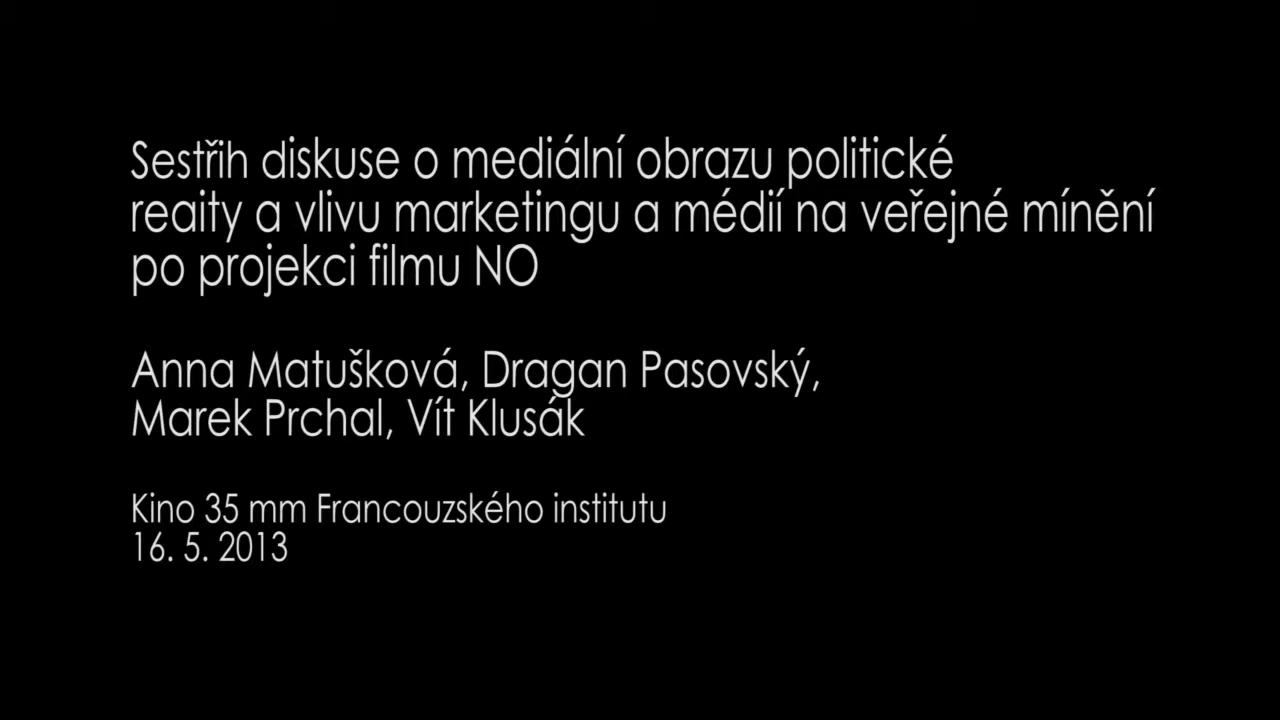 Sestřih diskuse o mediální obrazu politické
reaity a vlivu marketingu a médií na veřejné mínění
po projekci filmu NO
Anna Matušková, Dragan Pasovský,
Marek Prchal, Vít Klusák
Kino 35 mm Francouzského institutu
16. 5. 2013